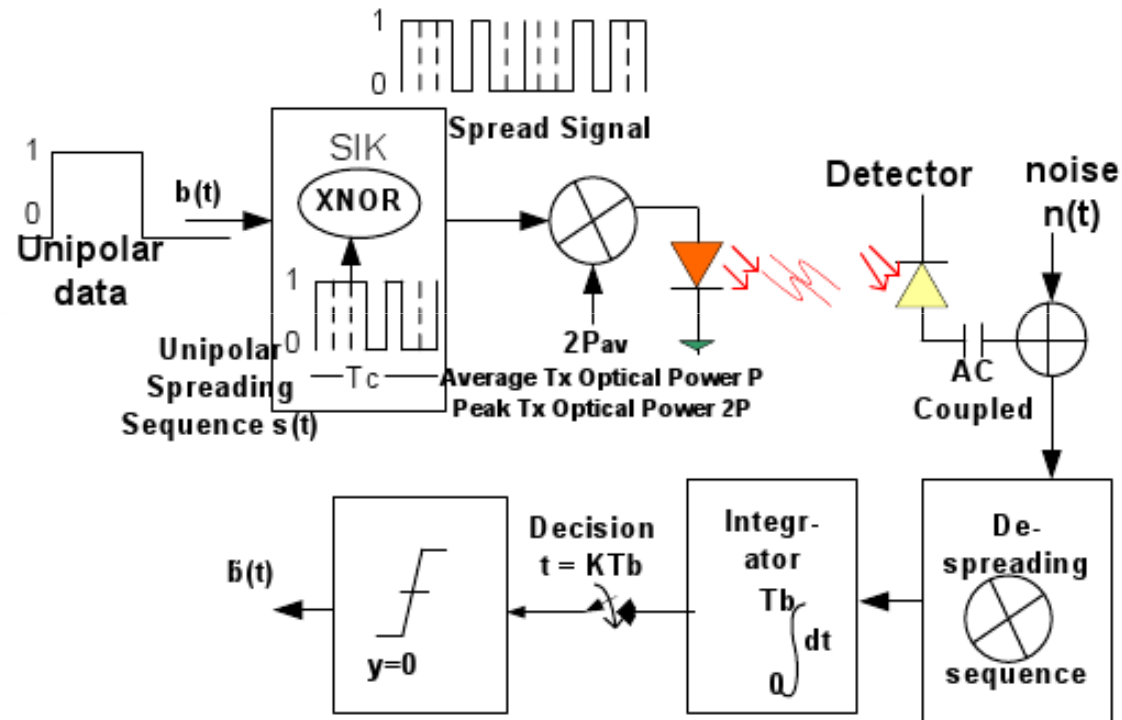 1
0
Spread Signal
1
0
Unipolar
data
b(t)
SIK
XNOR
1
0
Tc
Unipolar
Spreading
Sequence s(t)
2Pav
Average Tx Optical Power P
Peak Tx Optical Power 2P
Detector
noise
n(t)
AC
Coupled
De-
spreading
sequence
Integr-
ator
Tb
dt
0
Decision
t = KTb
y=0
b̄(t)